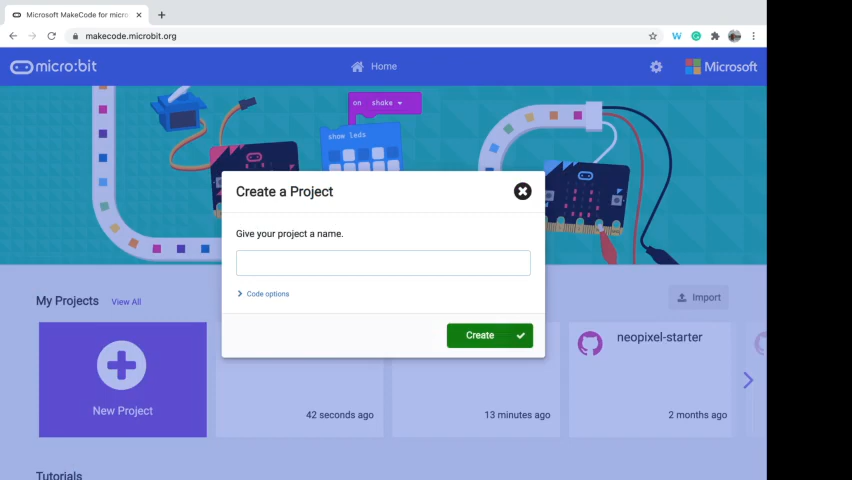 Microsoft MakeCode for micro
makecode.microbit.org
micro:bit
Home
Microsoft
on shake
show leds
Create a Project
Give your project a name.
Code options
Create
My Projects
View All
Import
New Project
42 seconds ago
13 minutes ago
neopixel-starter
2 months ago
Tutorials